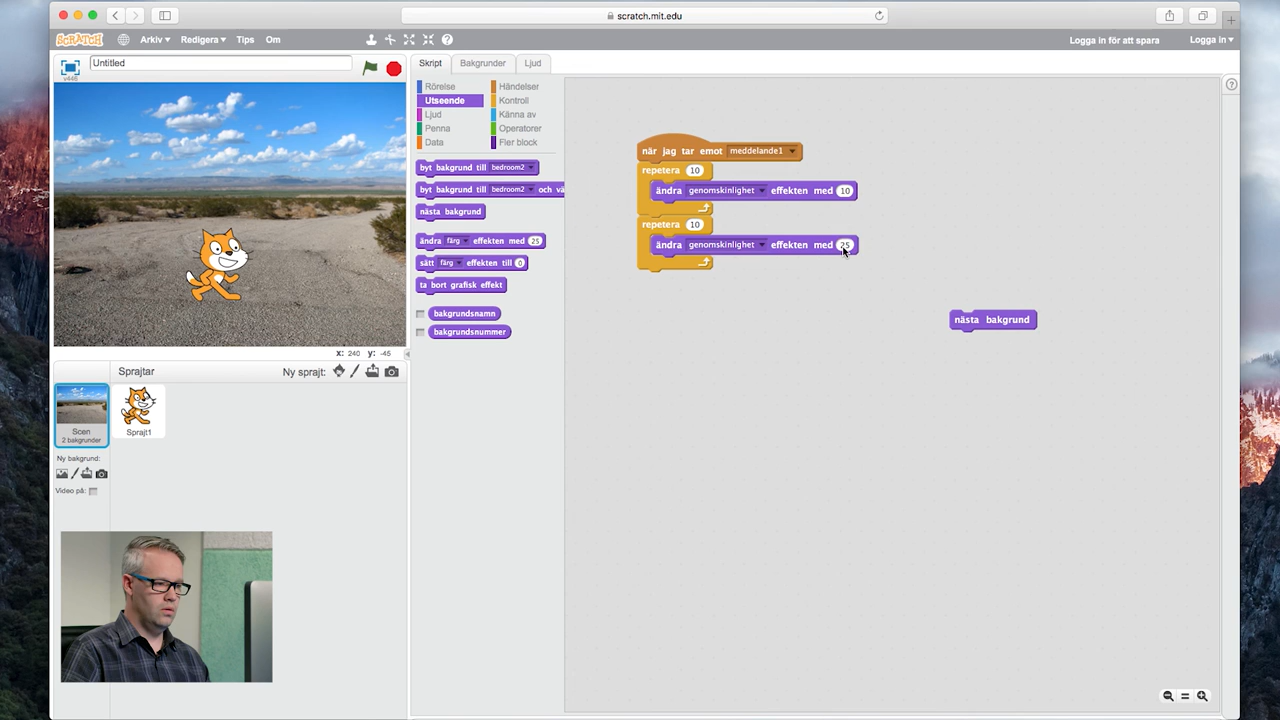 scratch.mit.edu
SCRATCH
Arkiv
Redigera
Tips
Om
Logga in för att spara
Logga in
v446
Untitled
Skript
Bakgrunder
Ljud
Rörelse
Händelser
Utseende
Kontroll
Ljud
Känna av
Penna
Operatorer
Data
Fler block
byt bakgrund till bedroom2
byt bakgrund till bedroom2 och vä
nästa bakgrund
ändra färg effekten med 25
sätt färg effekten till 0
ta bort grafisk effekt
bakgrundsnamn
bakgrundsnummer
när jag tar emot meddelande1
repetera 10
ändra genomskinlighet effekten med 10
repetera 10
ändra genomskinlighet effekten med 25
nästa bakgrund
x: 240 y: -45
Sprajtar
Ny sprajt:
Scen
2 bakgrunder
Sprajt1
Ny bakgrund:
Video på: